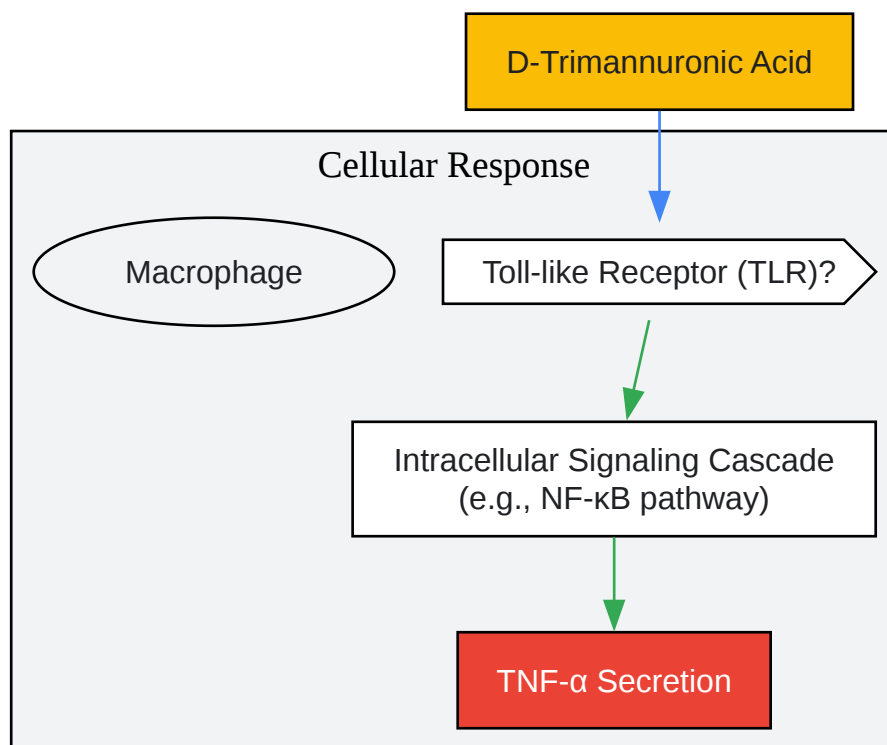 D-Trimannuronic Acid
Cellular Response
Macrophage
Toll-like Receptor (TLR)?
Intracellular Signaling Cascade
(e.g., NF-κB pathway)
TNF-α Secretion